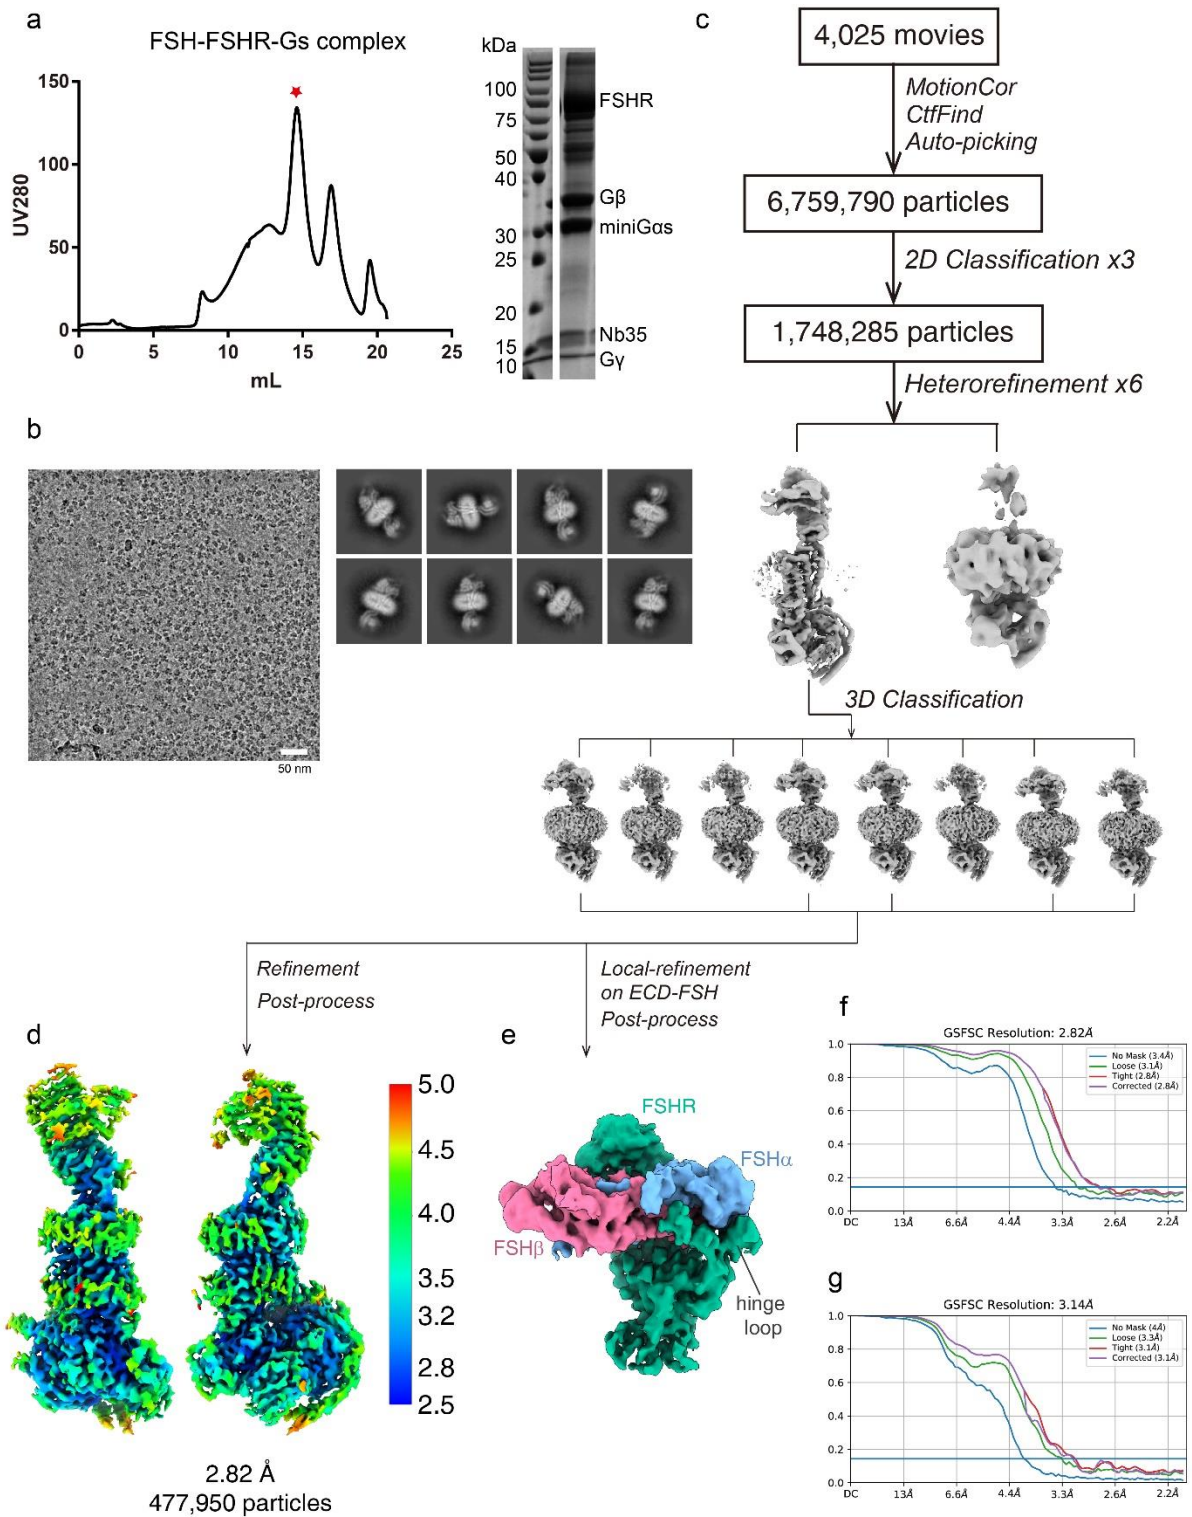 a
FSH-FSHR-Gs complex
150
100
50
0
UV280
0 5 10 15 20 25
mL
kDa
100
75
50
40
30
25
20
15
10
FSHR
Gβ
miniGαs
Nb35
Gγ
b
50 nm
c
4,025 movies
MotionCor
CtfFind
Auto-picking
6,759,790 particles
2D Classification x3
1,748,285 particles
Heterorefinement x6
3D Classification
Refinement
Post-process
Local-refinement
on ECD-FSH
Post-process
d
5.0
4.5
4.0
3.5
3.2
2.8
2.5
2.82 Å
477,950 particles
e
FSHR
FSHα
FSHβ
hinge
loop
f
GSFSC Resolution: 2.82Å
1.0
0.8
0.6
0.4
0.2
0.0
No Mask (3.4Å)
Loose (3.1Å)
Tight (2.8Å)
Corrected (2.8Å)
DC 13Å 6.6Å 4.4Å 3.3Å 2.6Å 2.2Å
g
GSFSC Resolution: 3.14Å
1.0
0.8
0.6
0.4
0.2
0.0
No Mask (4Å)
Loose (3.3Å)
Tight (3.1Å)
Corrected (3.1Å)
DC 13Å 6.6Å 4.4Å 3.3Å 2.6Å 2.2Å